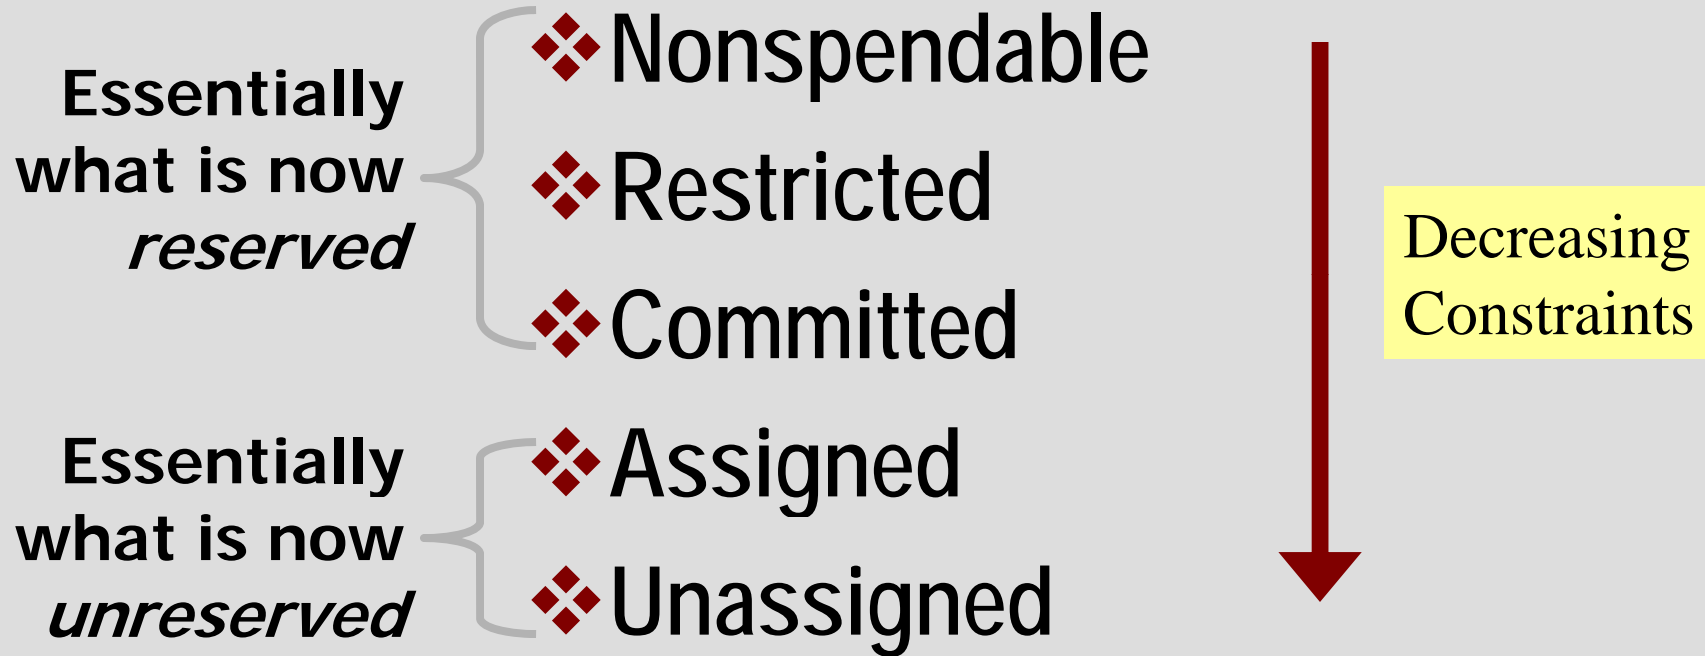 Essentially
what is now
reserved
❖Nonspendable
❖Restricted
❖Committed
Essentially
what is now
unreserved
❖Assigned
❖Unassigned
Decreasing
Constraints